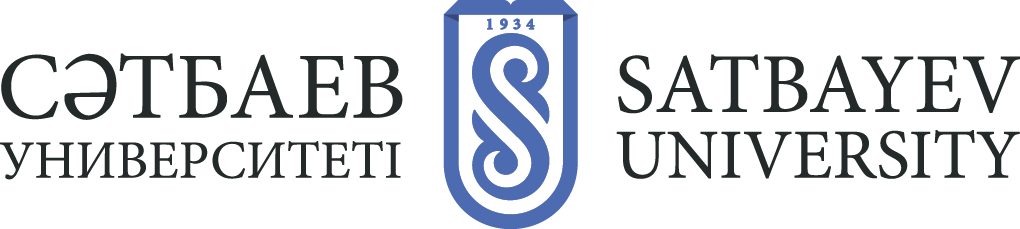 СӘТБАЕВ
УНИВЕРСИТЕТІ
1934
SATBAYEV
UNIVERSITY